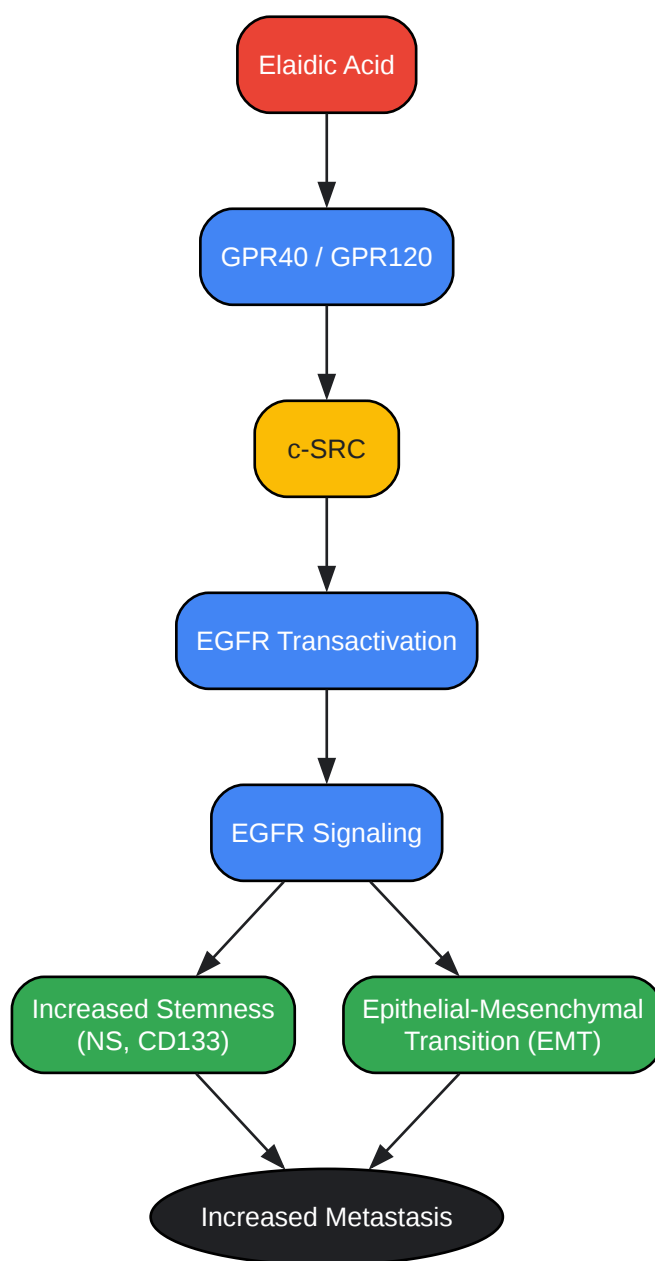 Elaidic Acid
GPR40 / GPR120
c-SRC
EGFR Transactivation
EGFR Signaling
Increased Stemness
(NS, CD133)
Epithelial-Mesenchymal
Transition (EMT)
Increased Metastasis